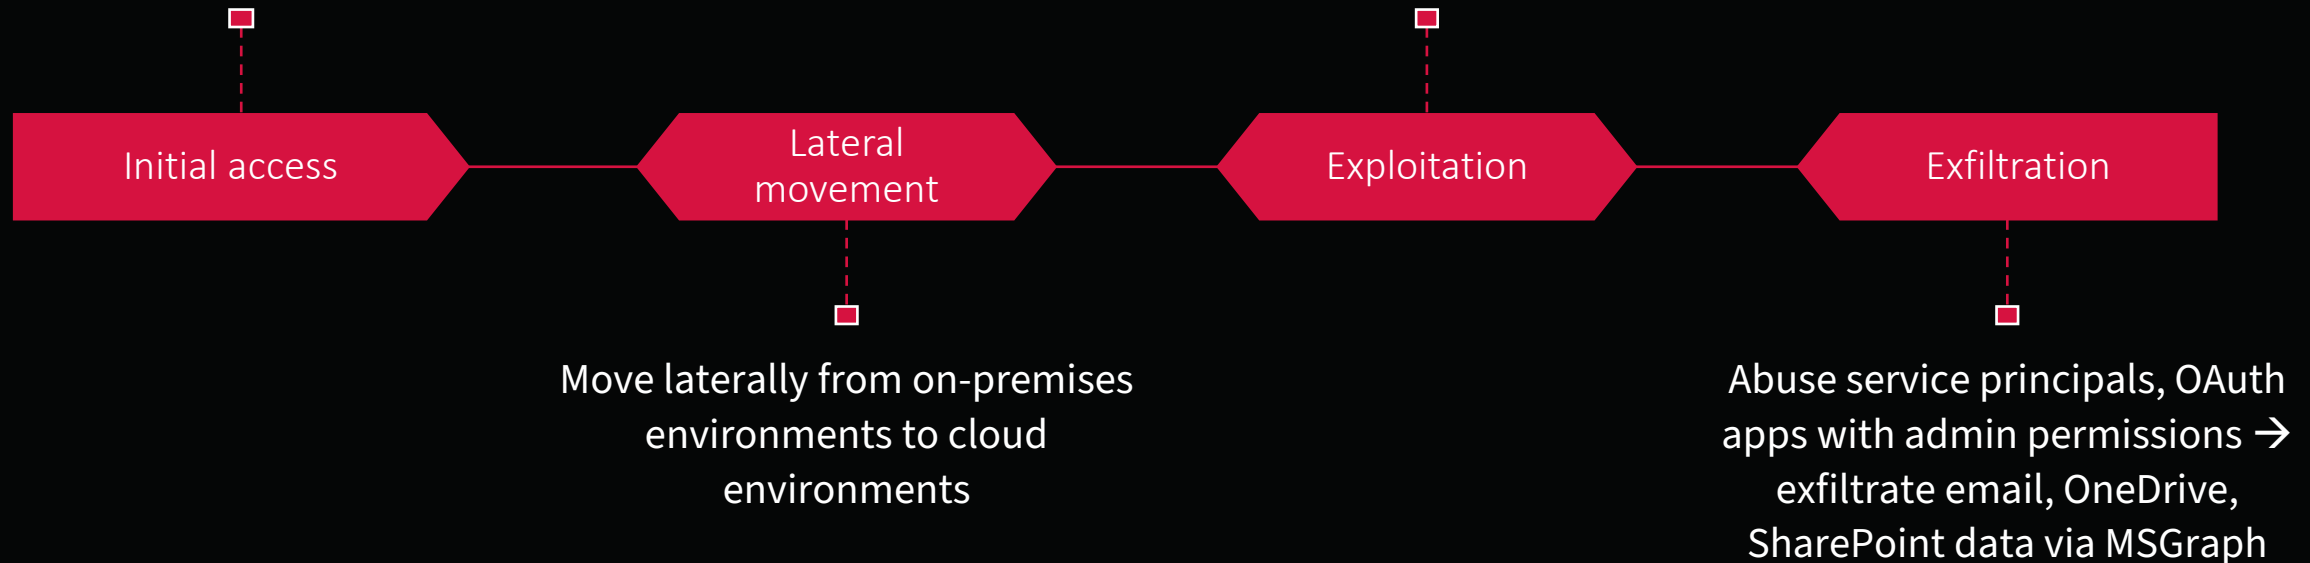 Initial access
Lateral
movement
Exploitation
Exfiltration
Move laterally from on-premises
environments to cloud
environments
Abuse service principals, OAuth
apps with admin permissions →
exfiltrate email, OneDrive,
SharePoint data via MSGraph